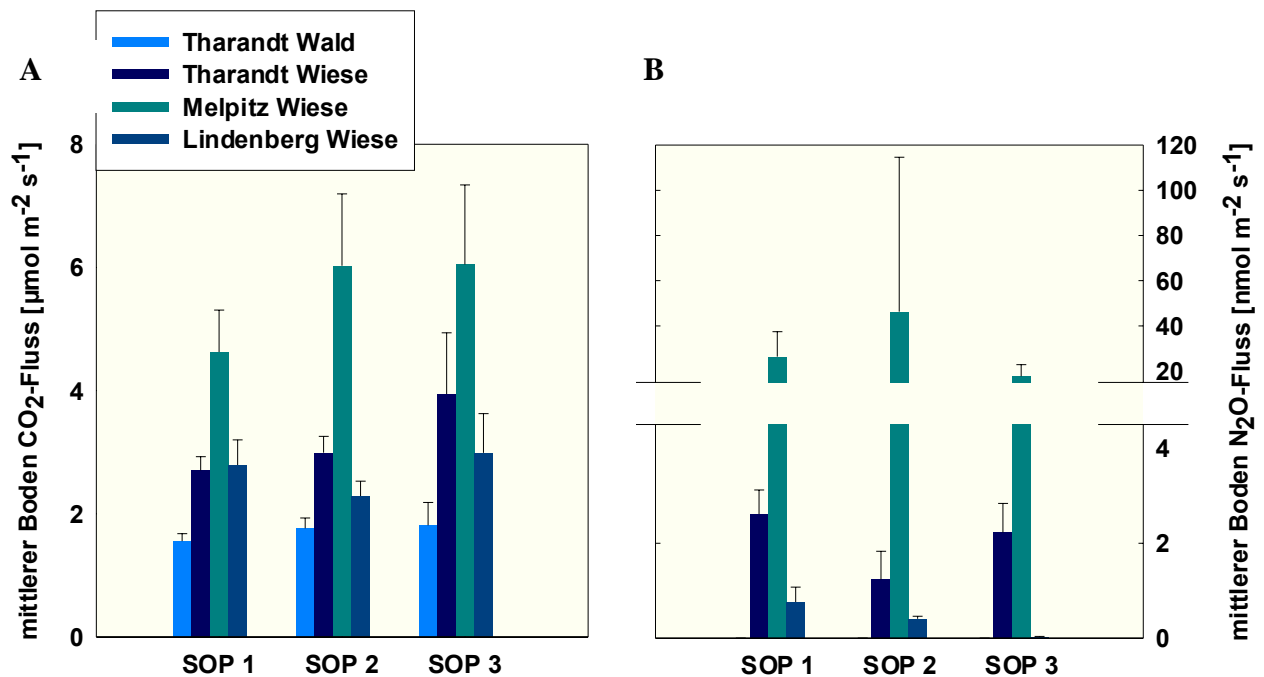 Tharandt Wald
Tharandt Wiese
Melpitz Wiese
Lindenberg Wiese
A
mittlerer Boden CO2-Fluss [µmol m-2 s-1]
8
6
4
2
0
SOP 1 SOP 2 SOP 3
B
120
100
80
60
40
20
4
2
0
mittlerer Boden N2O-Fluss [nmol m-2 s-1]
SOP 1 SOP 2 SOP 3